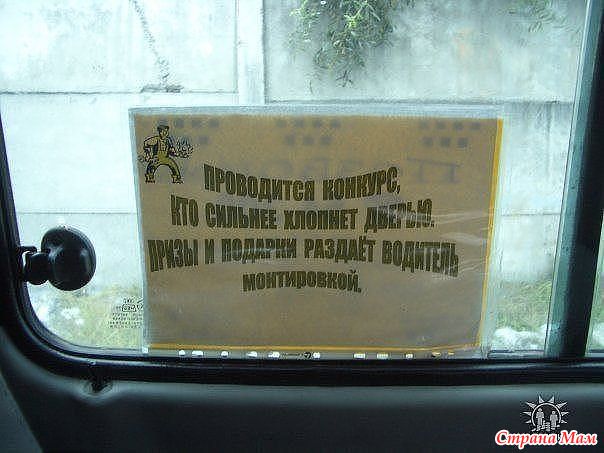 ПРОВОДИТСЯ КОНКУРС,
КТО СИЛЬНЕЕ ХЛОПНЕТ ДВЕРЬЮ.
ПРИЗЫ И ПОДАРКИ РАЗДАЁТ ВОДИТЕЛЬ
МОНТИРОВКОЙ.
Страна Мам